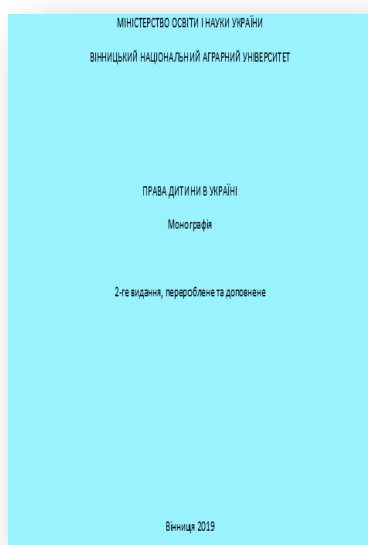 МІНІСТЕРСТВО ОСВІТИ І НАУКИ УКРАЇНИ
ВІННИЦЬКИЙ НАЦІОНАЛЬНИЙ АГРАРНИЙ УНІВЕРСИТЕТ
ПРАВА ДИТИНИ В УКРАЇНІ
Монографія
2-ге видання, перероблене та доповнене
Вінниця 2019